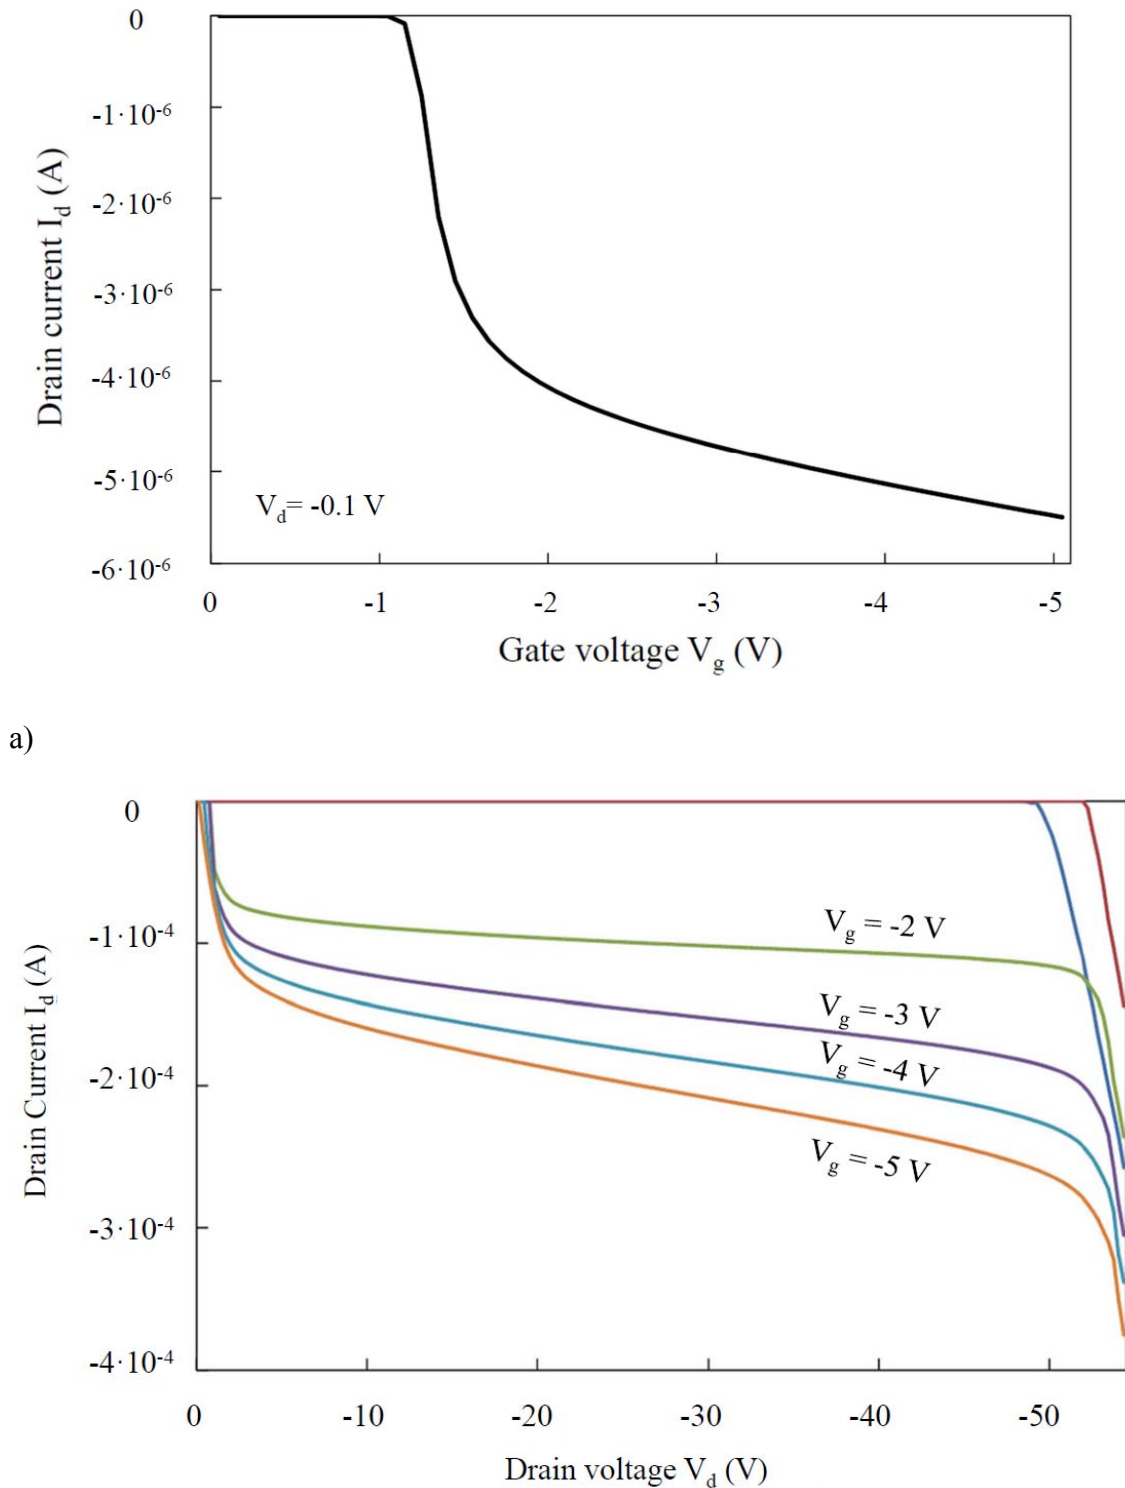 0
-1·10-6
-2·10-6
-3·10-6
-4·10-6
-5·10-6
-6·10-6
Drain current Id (A)
Vd= -0.1 V
0 -1 -2 -3 -4 -5
Gate voltage Vg (V)
a)
0
-1·10-4
-2·10-4
-3·10-4
-4·10-4
Drain Current Id (A)
Vg = -2 V
Vg = -3 V
Vg = -4 V
Vg = -5 V
0 -10 -20 -30 -40 -50
Drain voltage Vd (V)